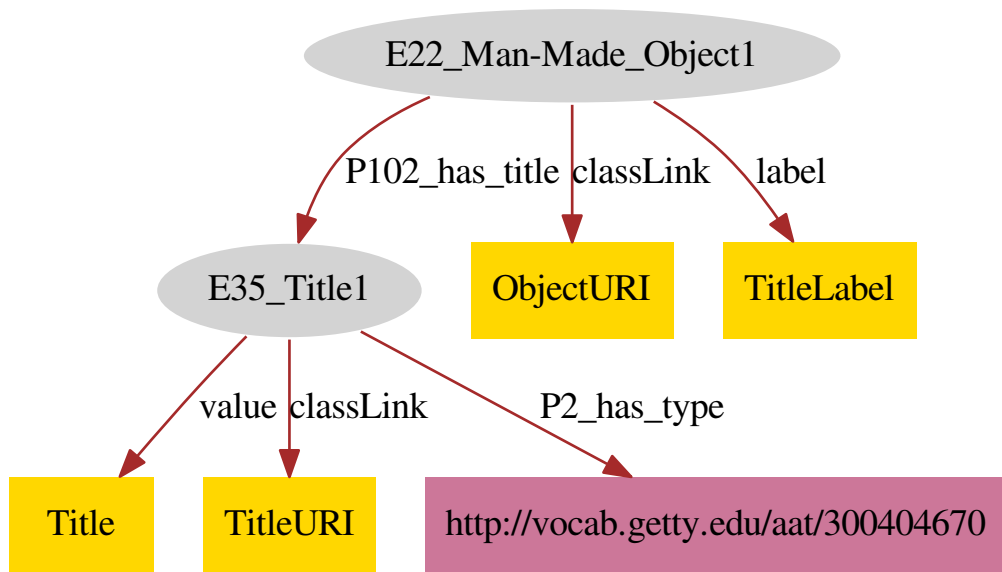 E22_Man-Made_Object1
P102_has_title classLink label
E35_Title1 ObjectURI TitleLabel
value classLink P2_has_type
Title TitleURI http://vocab.getty.edu/aat/300404670